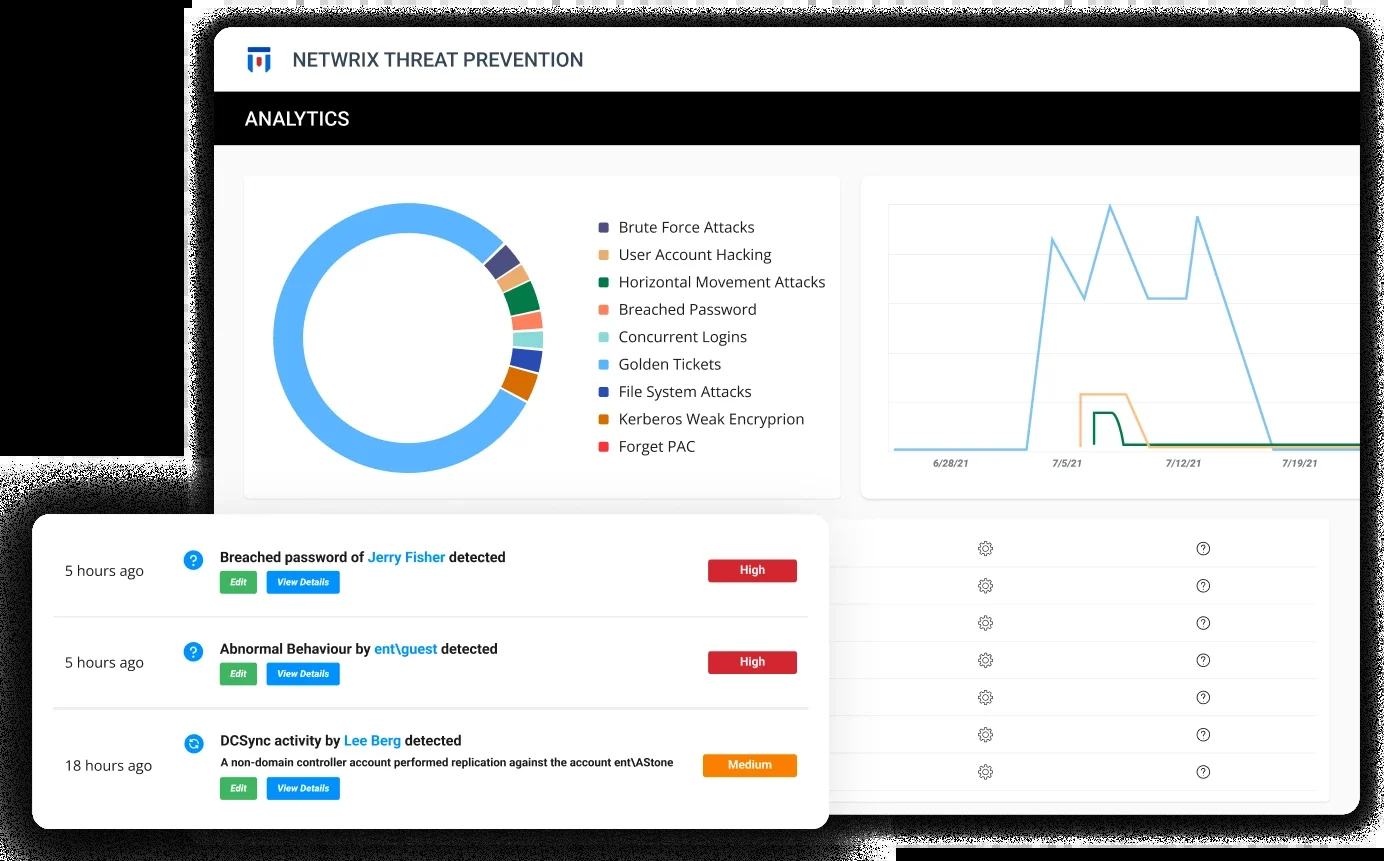 NETWRIX THREAT PREVENTION
ANALYTICS
Brute Force Attacks
User Account Hacking
Horizontal Movement Attacks
Breached Password
Concurrent Logins
Golden Tickets
File System Attacks
Kerberos Weak Encryprion
Forget PAC
6/28/21 7/5/21 7/12/21 7/19/21
5 hours ago
Breached password of Jerry Fisher detected
Edit View Details
High
5 hours ago
Abnormal Behaviour by ent\guest detected
Edit View Details
High
18 hours ago
DCSync activity by Lee Berg detected
A non-domain controller account performed replication against the account ent\AStone
Edit View Details
Medium